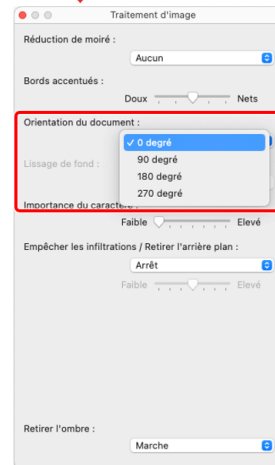 Traitement d'image
Réduction de moiré :
Aucun
Bords accentués :
Doux Nets
Orientation du document :
✓ 0 degré
90 degré
Lissage de fond :
180 degré
270 degré
Importance du caractère :
Faible Elevé
Empêcher les infiltrations / Retirer l'arrière plan :
Arrêt
Faible Elevé
Retirer l'ombre :
Marche